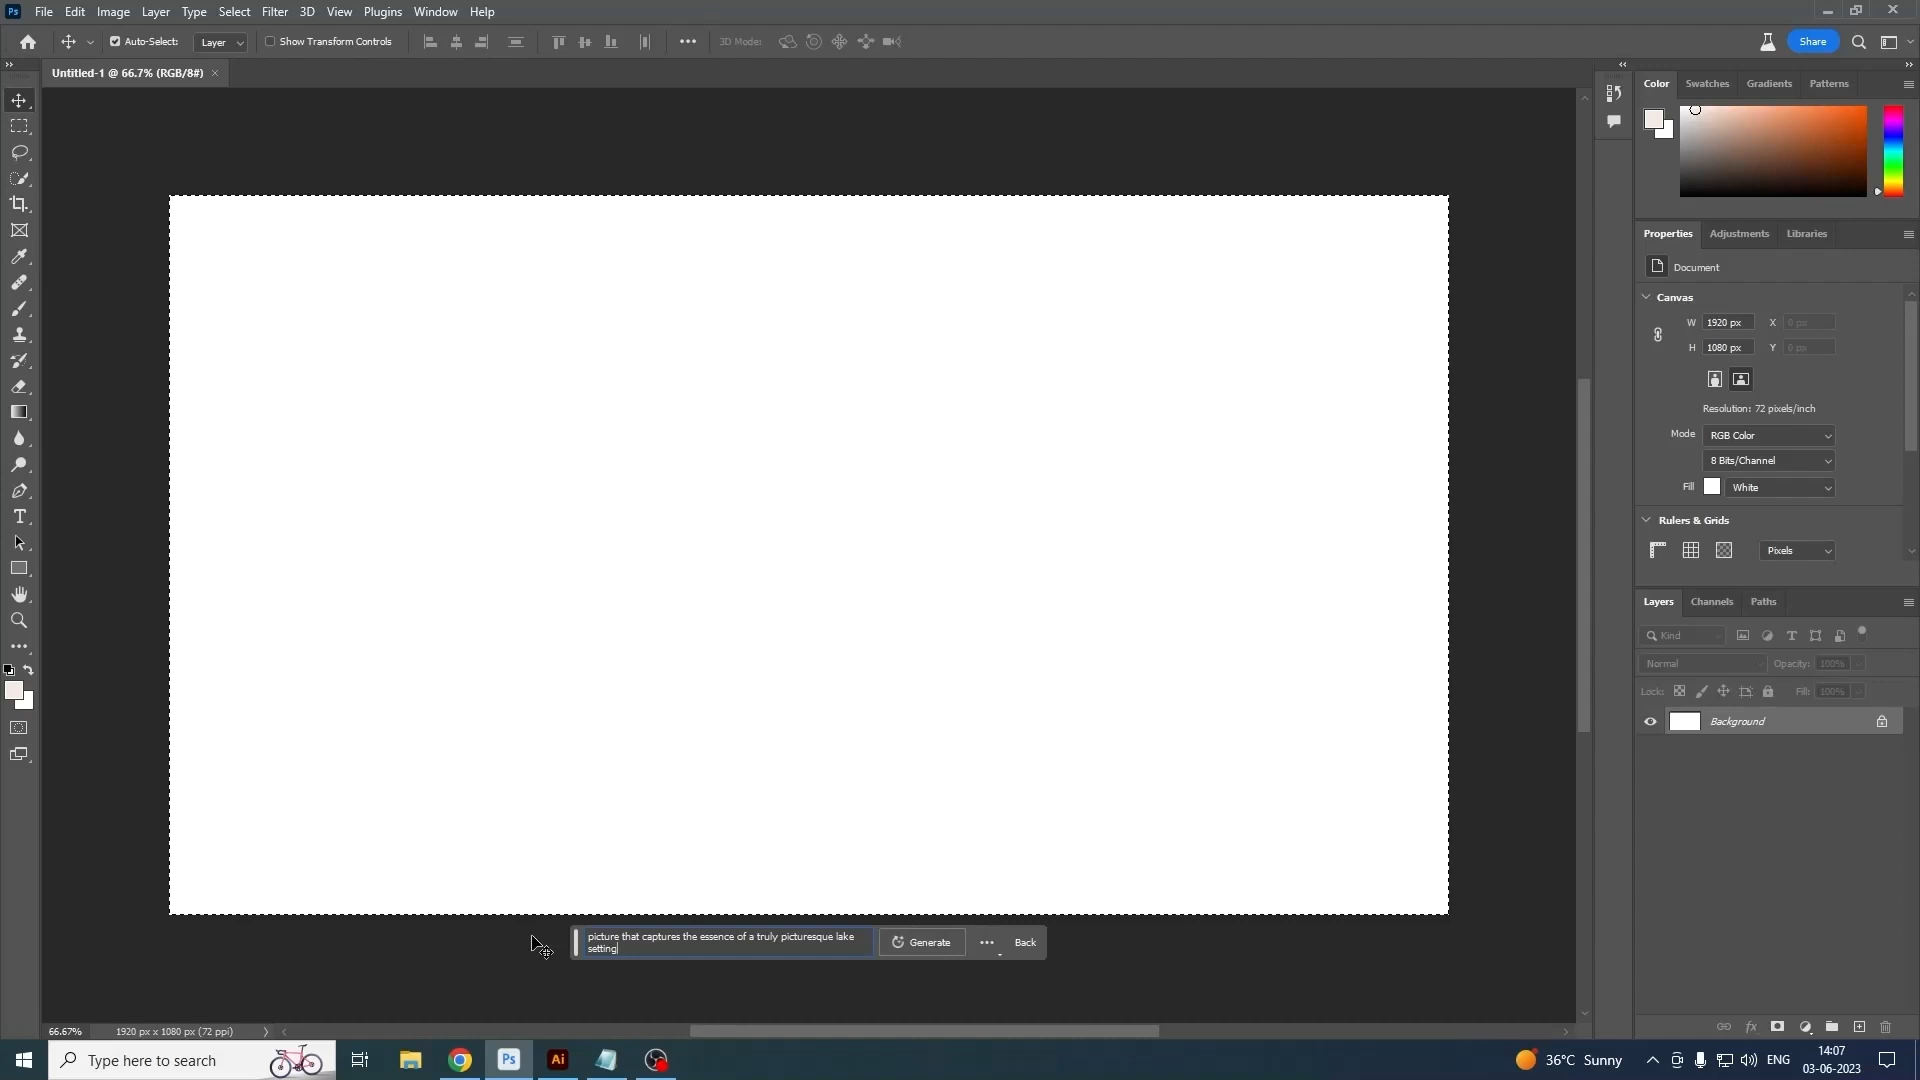 Ps File Edit Image Layer Type Select Filter 3D View Plugins Window Help
Auto-Select: Layer Show Transform Controls 3D Mode: Share
Untitled-1 @ 66.7% (RGB/8#) ×
Color Swatches Gradients Patterns
Properties Adjustments Libraries
Document
Canvas
W 1920 px X 0 px
H 1080 px Y 0 px
Resolution: 72 pixels/inch
Mode RGB Color
8 Bits/Channel
Fill White
Rulers & Grids
Pixels
Layers Channels Paths
Kind
Normal Opacity: 100%
Lock: Fill: 100%
Background
picture that captures the essence of a truly picturesque lake
setting
Generate Back
66.67% 1920 px x 1080 px (72 ppi)
Type here to search Ps Ai 36°C Sunny ENG 14:07
03-06-2023